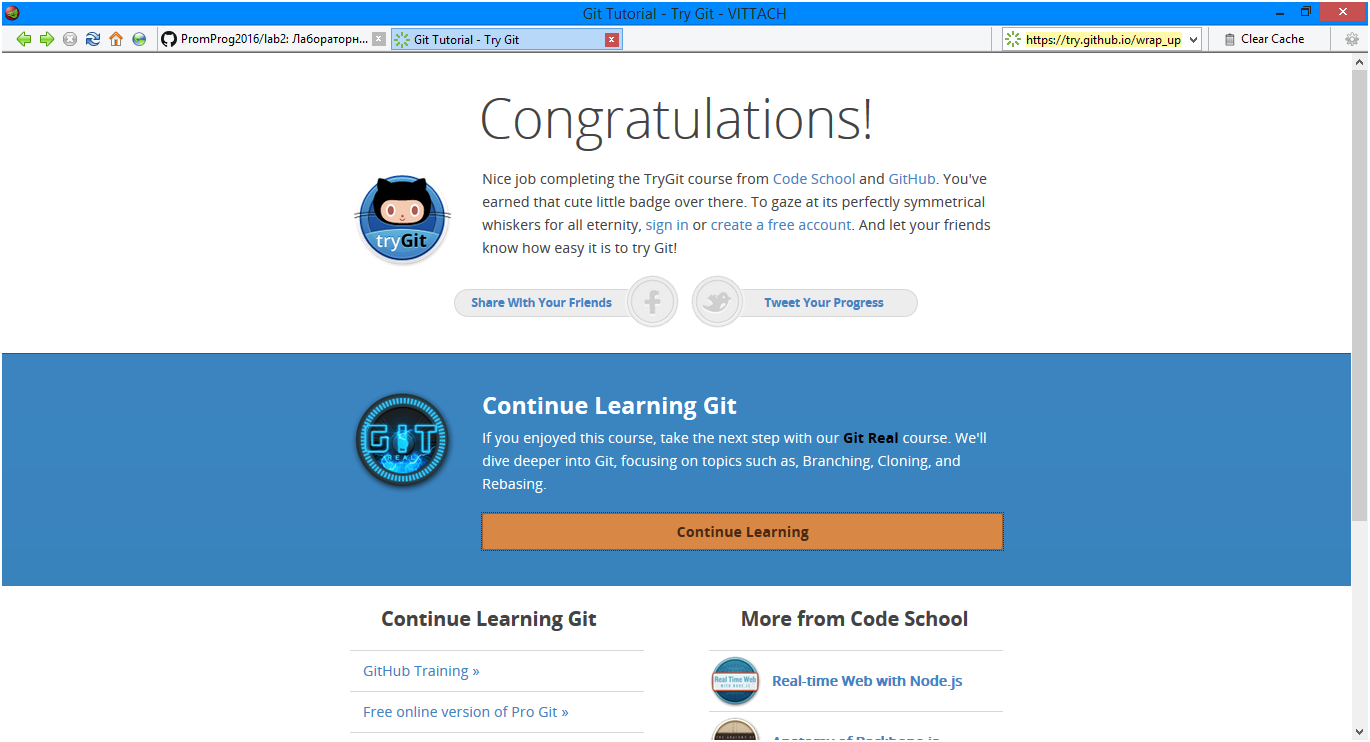 Git Tutorial - Try Git - VITTACH
PromProg2016/lab2: Лабораторн...
Git Tutorial - Try Git
https://try.github.io/wrap_up
Clear Cache
Congratulations!
Nice job completing the TryGit course from Code School and GitHub. You've
earned that cute little badge over there. To gaze at its perfectly symmetrical
whiskers for all eternity, sign in or create a free account. And let your friends
know how easy it is to try Git!
tryGit
Share With Your Friends
Tweet Your Progress
GIT
REAL
Continue Learning Git
If you enjoyed this course, take the next step with our Git Real course. We'll
dive deeper into Git, focusing on topics such as, Branching, Cloning, and
Rebasing.
Continue Learning
Continue Learning Git
GitHub Training »
Free online version of Pro Git »
More from Code School
Real Time Web
WITH NODE.JS
Real-time Web with Node.js
Anatomy of Backbone.js